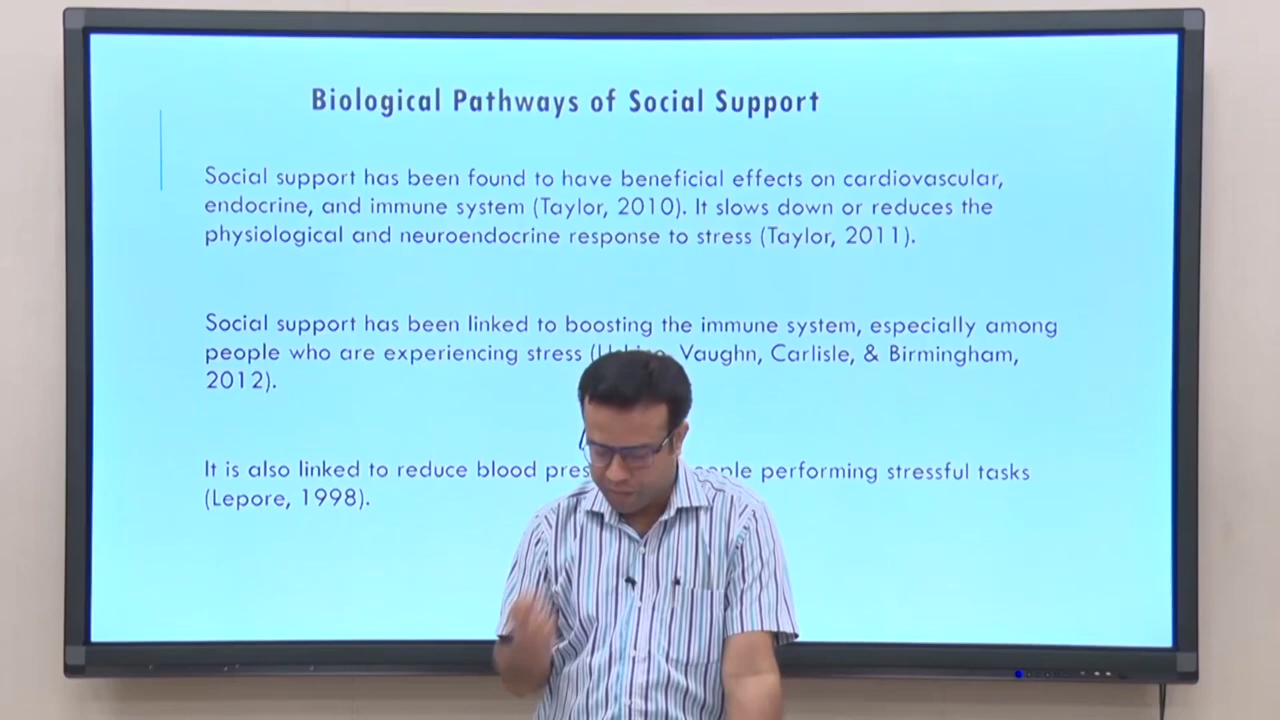 Biological Pathways of Social Support
Social support has been found to have beneficial effects on cardiovascular,
endocrine, and immune system (Taylor, 2010). It slows down or reduces the
physiological and neuroendocrine response to stress (Taylor, 2011).
Social support has been linked to boosting the immune system, especially among
people who are experiencing stress ( Vaughn, Carlisle, & Birmingham,
2012).
It is also linked to reduce blood performing stressful tasks
(Lepore, 1998).